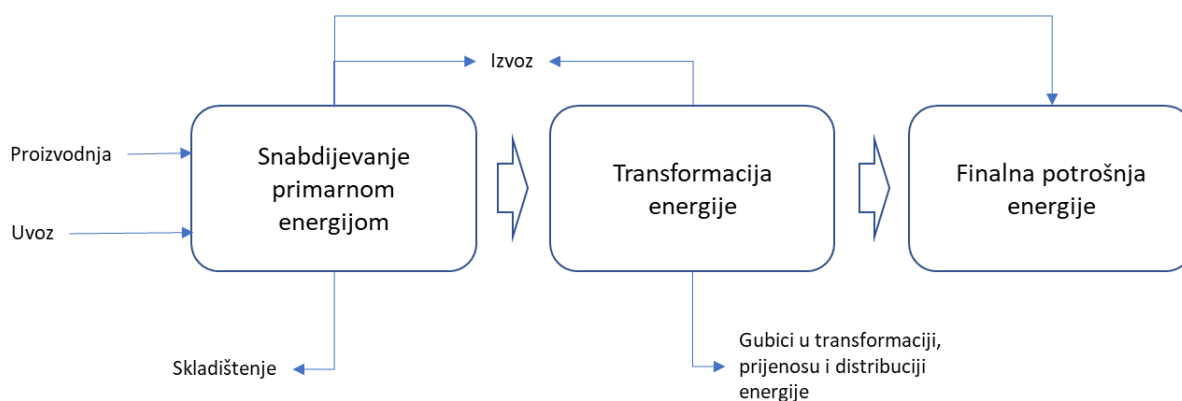 Izvoz
Proizvodnja
Uvoz
Snabdijevanje
primarnom
energijom
Transformacija
energije
Finalna potrošnja
energije
Skladištenje
Gubici u transformaciji,
prijenosu i distribuciji
energije